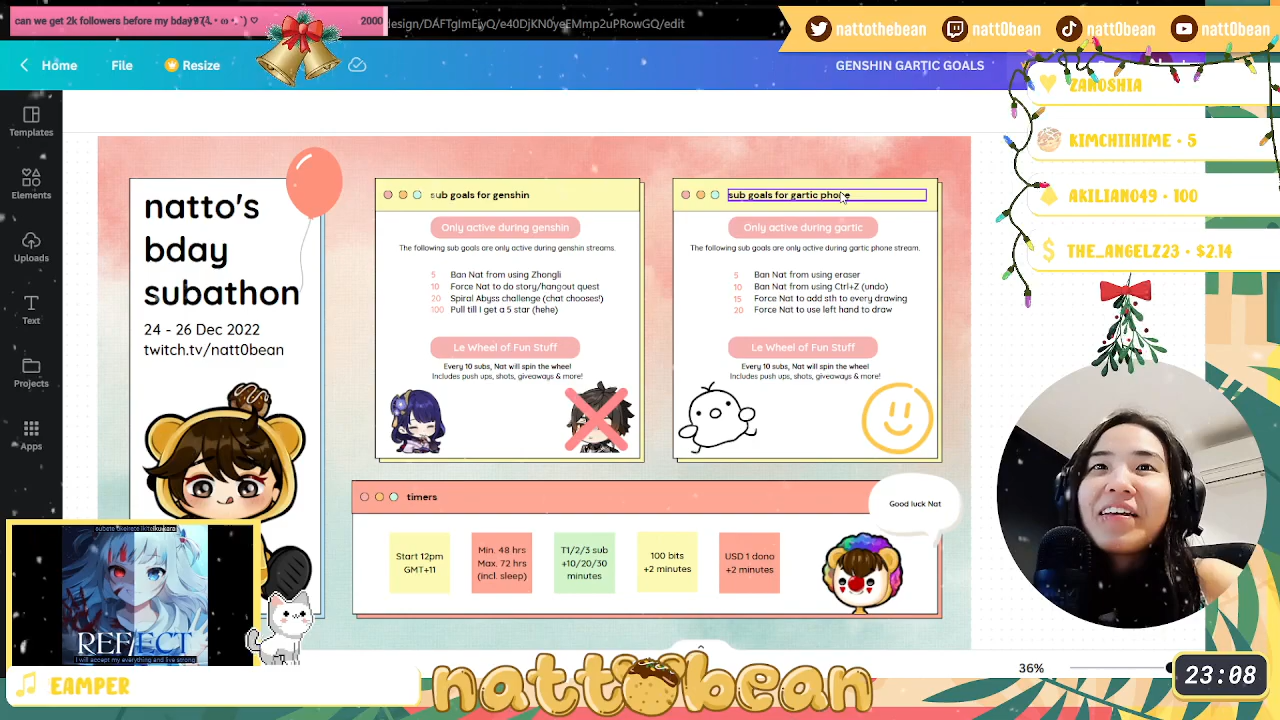 can we get 2k followers before my bday
2000
design/DAFTgImEivQ/e40DjKN0yeEMmp2uPRowGQ/edit
nattothebean
natt0bean
natt0bean
natt0bean
Home
File
Resize
GENSHIN GARTIC GOALS
ZANOSHIA
KIMCHIIHIME • 5
AKILIANO49 • 100
THE_ANGELZ23 • $2.14
Templates
Elements
Uploads
Text
Projects
Apps
natto's
bday
subathon
24 - 26 Dec 2022
twitch.tv/natt0bean
sub goals for genshin
Only active during genshin
The following sub goals are only active during genshin streams.
5 Ban Nat from using Zhongli
10 Force Nat to do story/hangout quest
20 Spiral Abyss challenge (chat chooses!)
100 Pull till I get a 5 star (hehe)
Le Wheel of Fun Stuff
Every 10 subs, Nat will spin the wheel!
Includes push ups, shots, giveaways & more!
sub goals for gartic phone
Only active during gartic
The following sub goals are only active during gartic phone stream.
5 Ban Nat from using eraser
10 Ban Nat from using Ctrl+Z (undo)
15 Force Nat to add sth to every drawing
20 Force Nat to use left hand to draw
Le Wheel of Fun Stuff
Every 10 subs, Nat will spin the wheel!
Includes push ups, shots, giveaways & more!
timers
Good luck Nat
Start 12pm
GMT+11
Min. 48 hrs
Max. 72 hrs
(incl. sleep)
T1/2/3 sub
+10/20/30
minutes
100 bits
+2 minutes
USD 1 dono
+2 minutes
REFLECT
I will accept my everything and live strong
EAMPER
natt0bean
36%
23:08